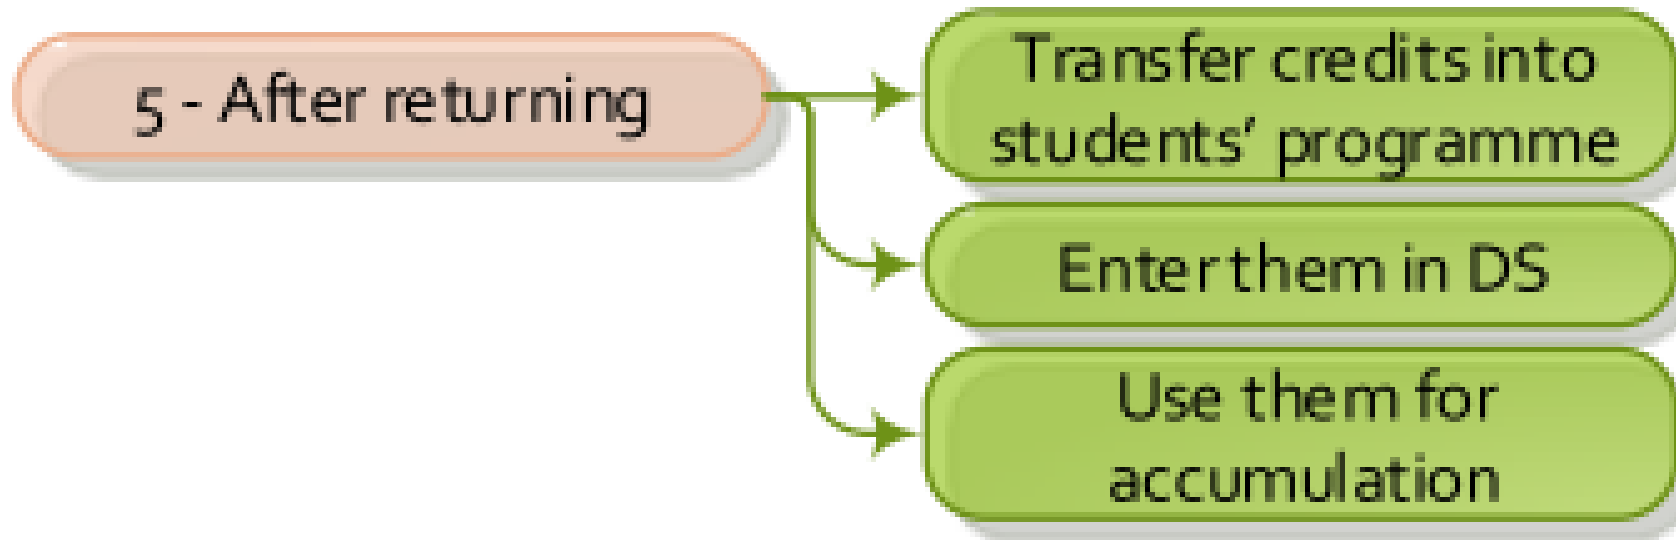 5 - After returning
Transfer credits into
students’ programme
Enter them in DS
Use them for
accumulation